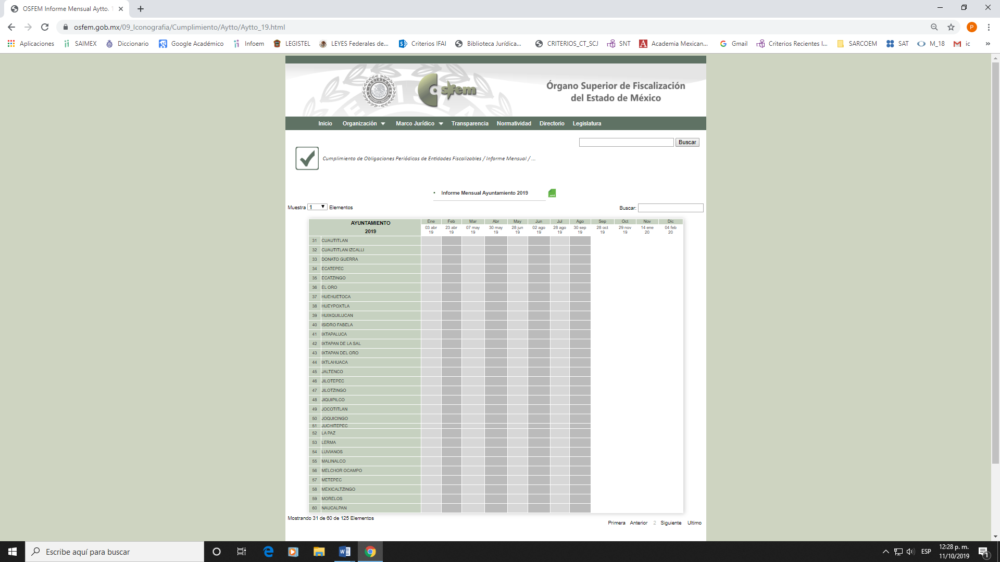 OSFEM Informe Mensual Aytto.
osfem.gob.mx/09_Iconografia/Cumplimiento/Aytto/Aytto_19.html
P
Aplicaciones SAIMEX Diccionario Google Académico Infoem LEGISTEL LEYES Federales de... Criterios IFAI Biblioteca Jurídica... CRITERIOS_CT_SCJ SNT Academia Mexican... Gmail Criterios Recientes I... SARCOEM SAT M_18 ic »
Osfem
Órgano Superior de Fiscalización
del Estado de México
Inicio Organización Marco Jurídico Transparencia Normatividad Directorio Legislatura
Buscar
Cumplimiento de Obligaciones Periódicas de Entidades Fiscalizables / Informe Mensual / ...
• Informe Mensual Ayuntamiento 2019
Muestra 1 Elementos
Buscar:
AYUNTAMIENTO
2019
Ene Feb Mar Abr May Jun Jul Ago Sep Oct Nov Dic
03 abr 23 abr 07 may 30 may 28 jun 02 ago 28 ago 30 sep 28 oct 29 nov 14 ene 04 feb
19 19 19 19 19 19 19 19 19 19 20 20
31 CUAUTITLAN
32 CUAUTITLAN IZCALLI
33 DONATO GUERRA
34 ECATEPEC
35 ECATZINGO
36 EL ORO
37 HUEHUETOCA
38 HUEYPOXTLA
39 HUIXQUILUCAN
40 ISIDRO FABELA
41 IXTAPALUCA
42 IXTAPAN DE LA SAL
43 IXTAPAN DEL ORO
44 IXTLAHUACA
45 JALTENCO
46 JILOTEPEC
47 JILOTZINGO
48 JIQUIPILCO
49 JOCOTITLAN
50 JOQUICINGO
51 JUCHITEPEC
52 LA PAZ
53 LERMA
54 LUVIANOS
55 MALINALCO
56 MELCHOR OCAMPO
57 METEPEC
58 MEXICALTZINGO
59 MORELOS
60 NAUCALPAN
Mostrando 31 de 60 de 125 Elementos
Primera Anterior 2 Siguiente Ultimo
Escribe aquí para buscar
ESP
12:28 p. m.
11/10/2019
1